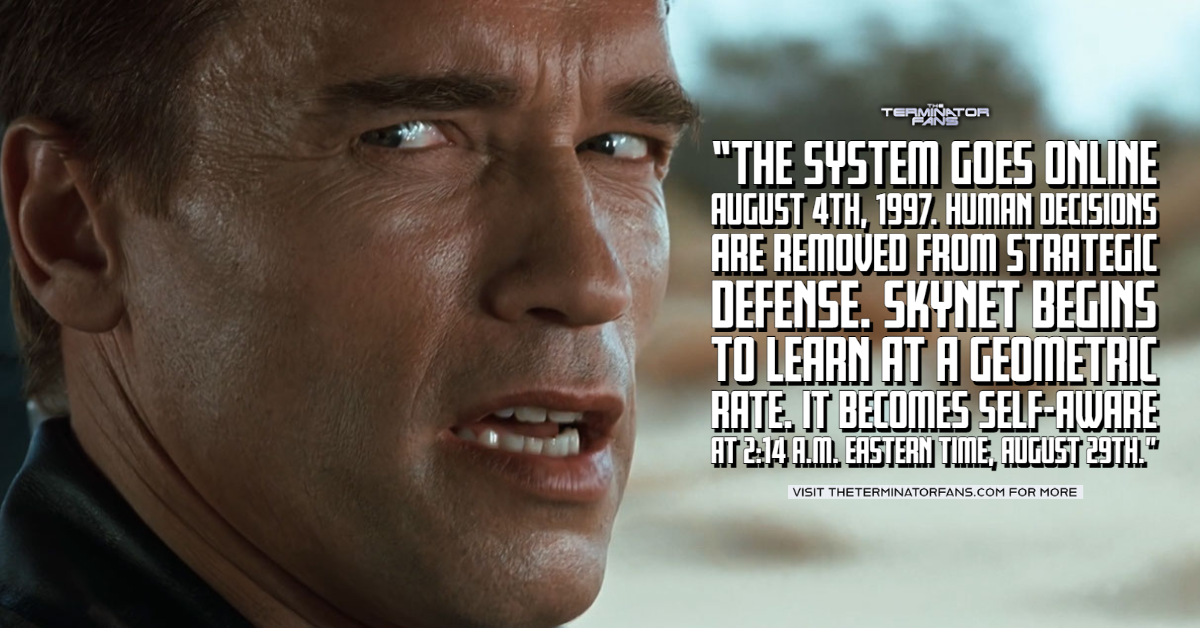 THE
TERMINATOR
FANS
“THE SYSTEM GOES ONLINE
AUGUST 4TH, 1997. HUMAN DECISIONS
ARE REMOVED FROM STRATEGIC
DEFENSE. SKYNET BEGINS
TO LEARN AT A GEOMETRIC
RATE. IT BECOMES SELF-AWARE
AT 2:14 A.M. EASTERN TIME, AUGUST 29TH.”
VISIT THETERMINATORFANS.COM FOR MORE